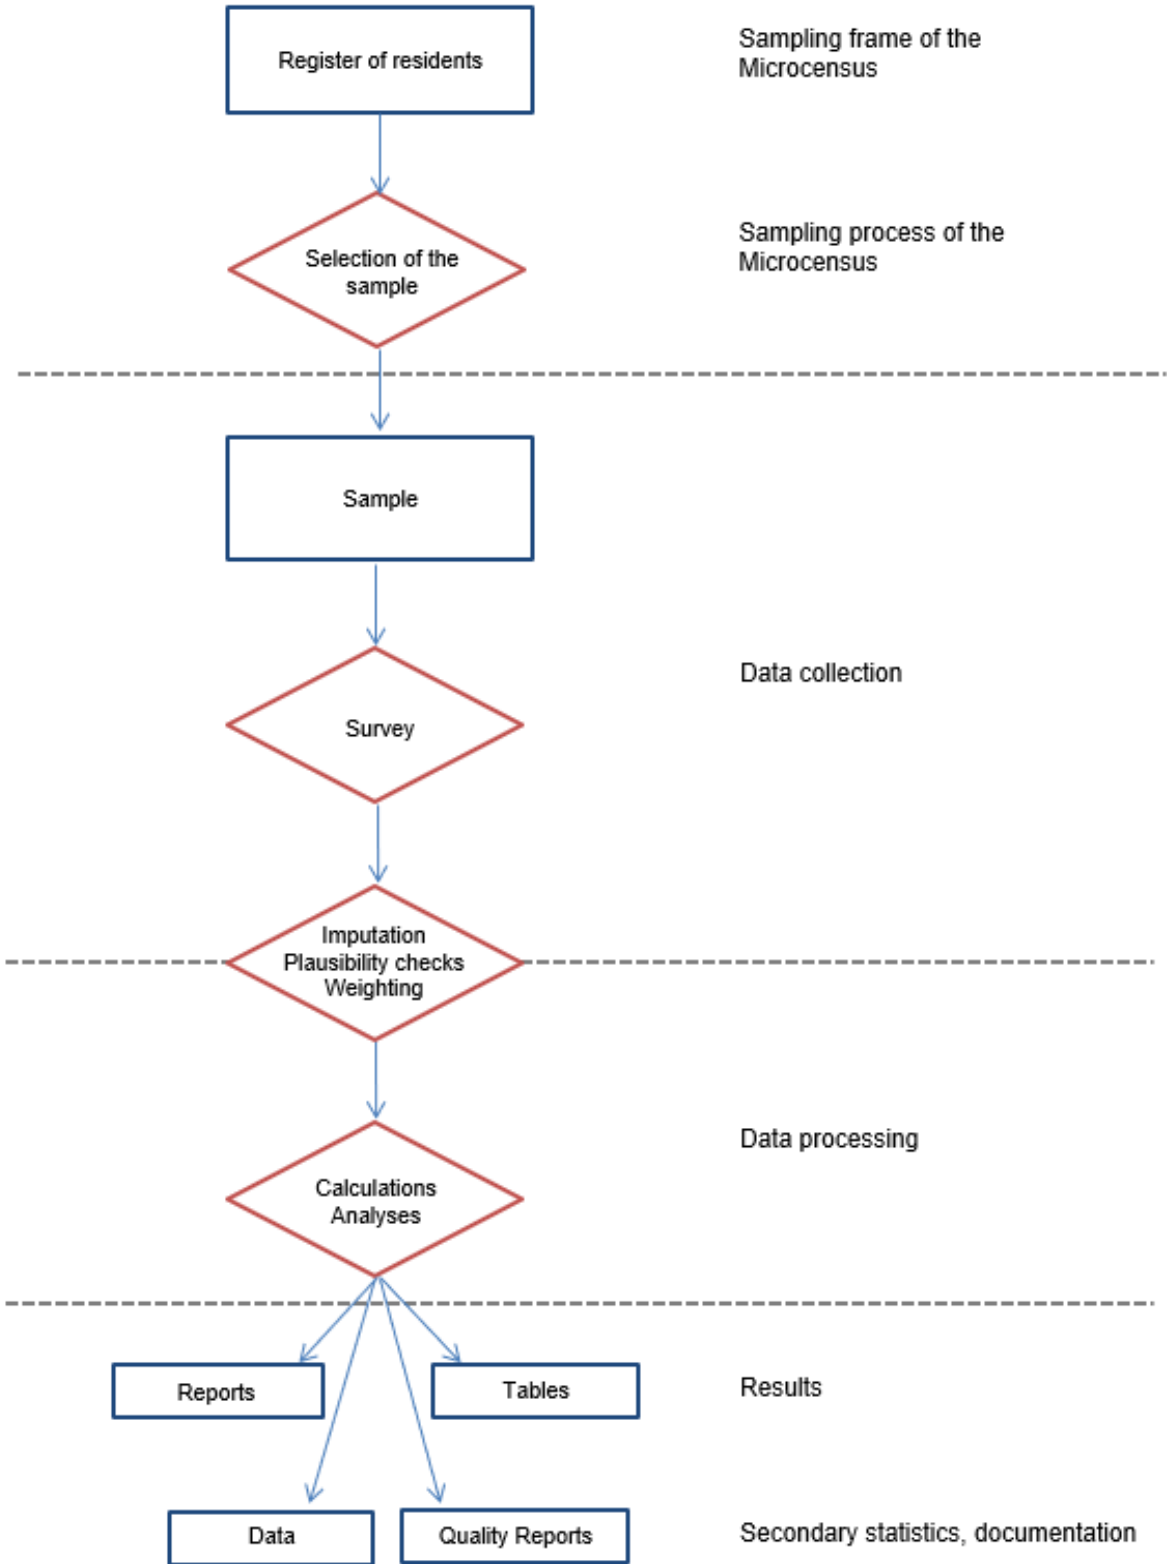 Register of residents
Sampling frame of the
Microcensus
Selection of the
sample
Sampling process of the
Microcensus
Sample
Data collection
Survey
Imputation
Plausibility checks
Weighting
Data processing
Calculations
Analyses
Reports
Tables
Results
Data
Quality Reports
Secondary statistics, documentation